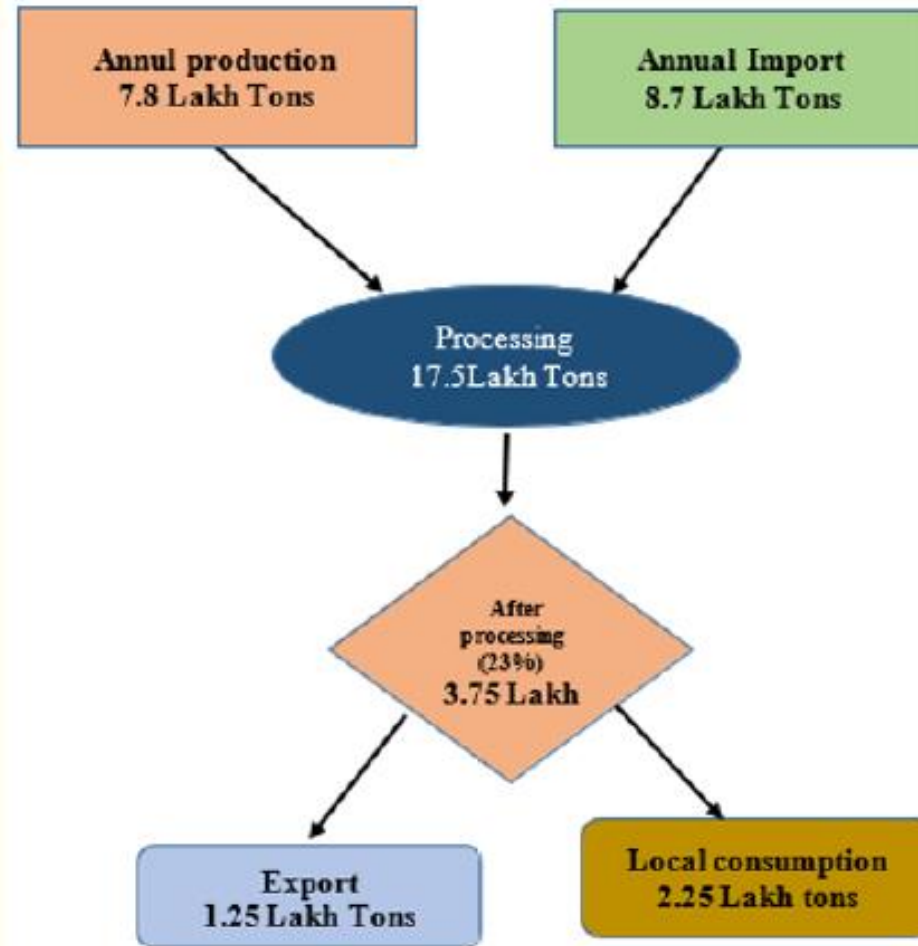 Annul production
7.8 Lakh Tons
Annual Import
8.7 Lakh Tons
Processing
17.5Lakh Tons
After
processing
(23%)
3.75 Lakh
Export
1.25 Lakh Tons
Local consumption
2.25 Lakh tons